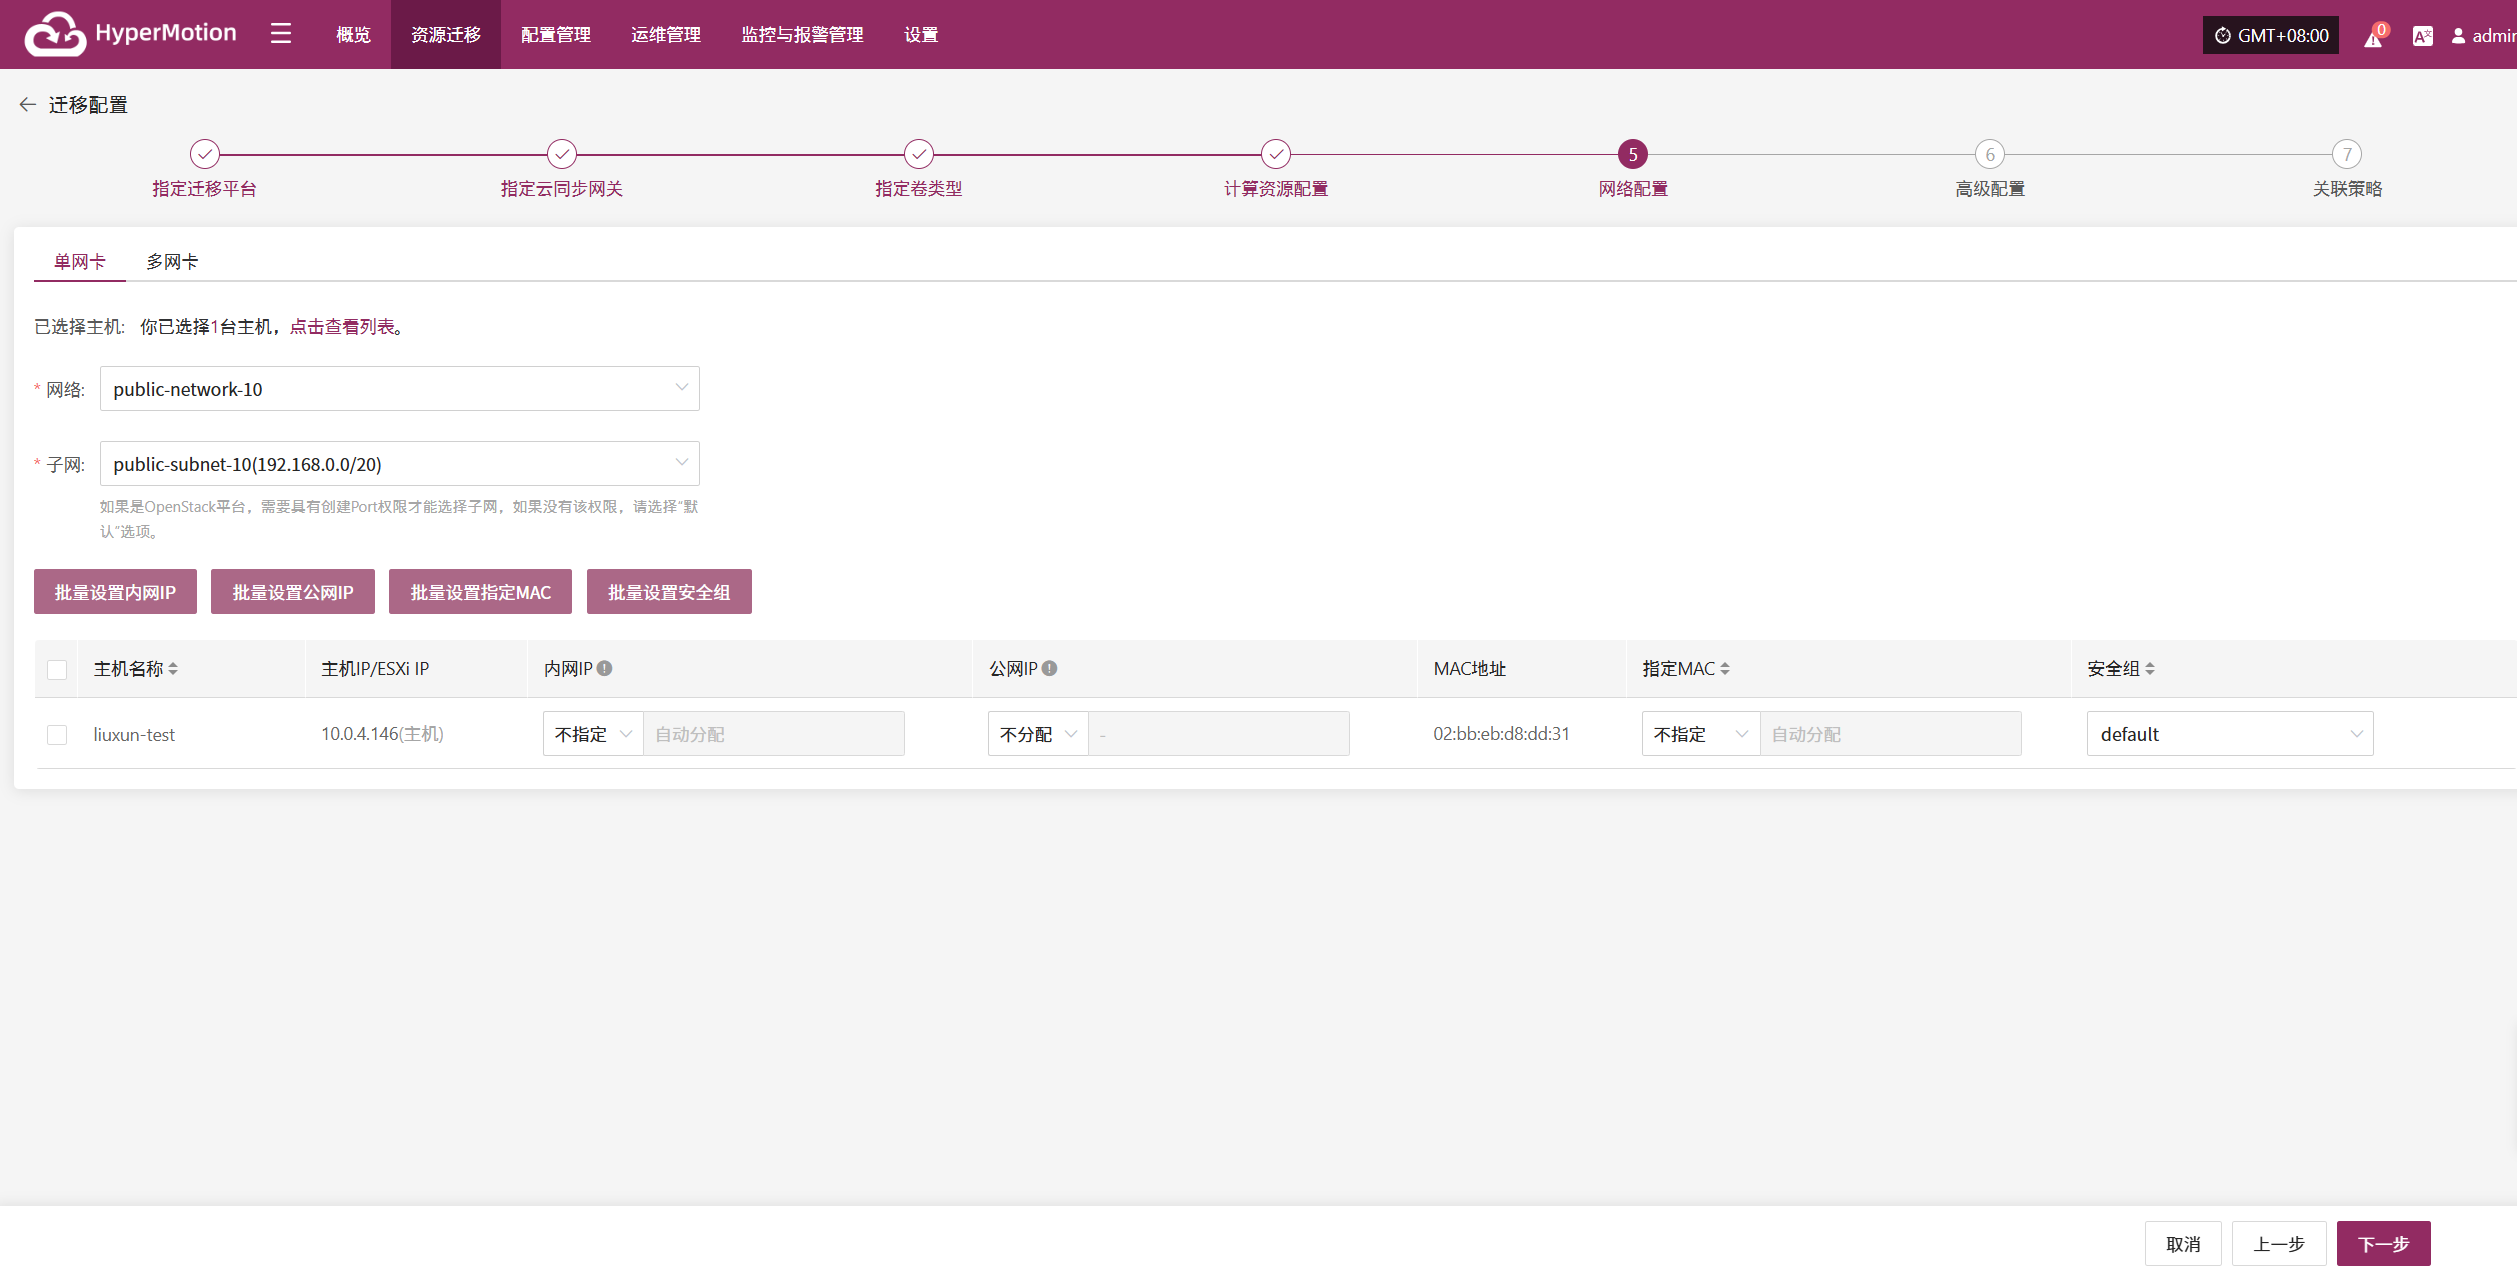 HyperMotion 概览 资源迁移 配置管理 运维管理 监控与报警管理 设置 GMT+08:00 0 admin
迁移配置
5 6 7
指定迁移平台 指定云同步网关 指定卷类型 计算资源配置 网络配置 高级配置 关联策略
单网卡 多网卡
已选择主机: 你已选择1台主机，点击查看列表。
* 网络: public-network-10
* 子网: public-subnet-10(192.168.0.0/20)
如果是OpenStack平台，需要具有创建Port权限才能选择子网，如果没有该权限，请选择“默
认”选项。
批量设置内网IP 批量设置公网IP 批量设置指定MAC 批量设置安全组
主机名称 主机IP/ESXi IP 内网IP 公网IP MAC地址 指定MAC 安全组
liuxun-test 10.0.4.146(主机) 不指定 自动分配 不分配 - 02:bb:eb:d8:dd:31 不指定 自动分配 default
取消 上一步 下一步